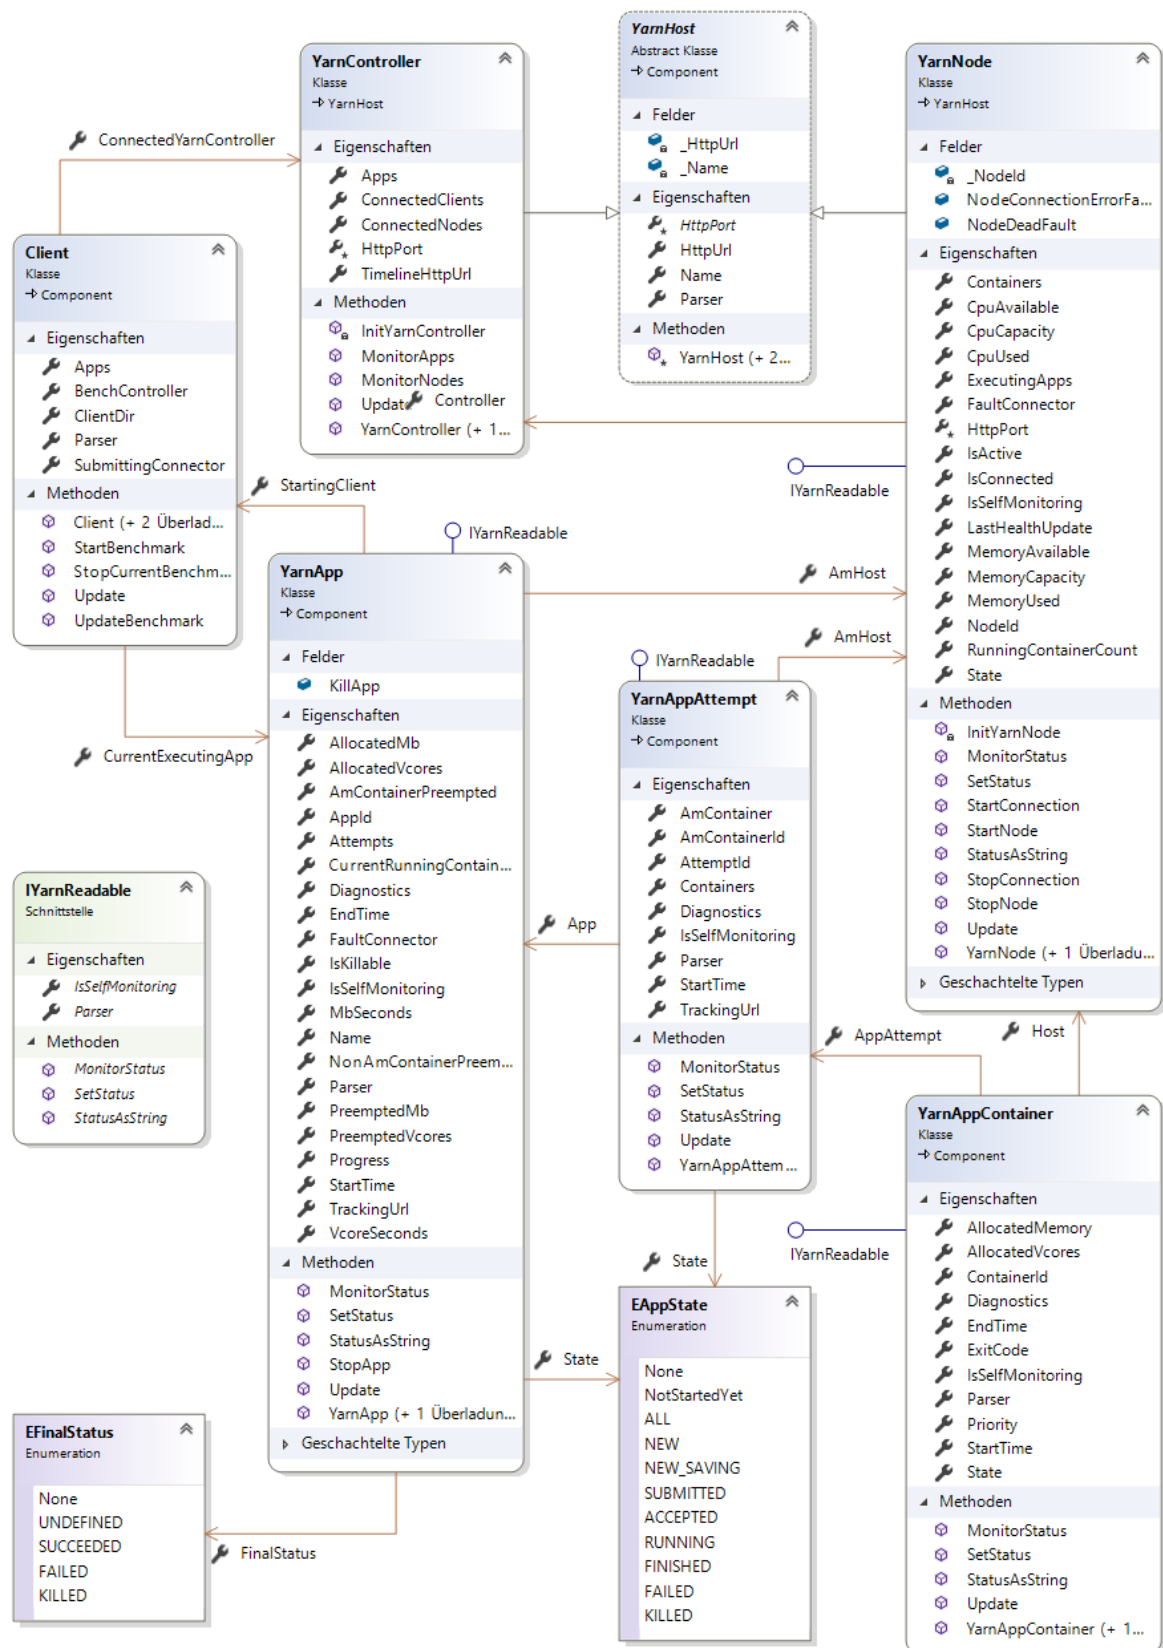 YarnHost
Abstract Klasse
Component
Felder
_HttpUrl
_Name
Eigenschaften
HttpPort
HttpUrl
Name
Parser
Methoden
YarnHost (+ 2...
YarnController
Klasse
YarnHost
Eigenschaften
Apps
ConnectedClients
ConnectedNodes
HttpPort
TimelineHttpUrl
Methoden
InitYarnController
MonitorApps
MonitorNodes
Update
YarnController (+ 1...
YarnNode
Klasse
YarnHost
Felder
_NodeId
NodeConnectionErrorFa...
NodeDeadFault
Eigenschaften
Containers
CpuAvailable
CpuCapacity
CpuUsed
ExecutingApps
FaultConnector
HttpPort
IsActive
IsConnected
IsSelfMonitoring
LastHealthUpdate
MemoryAvailable
MemoryCapacity
MemoryUsed
NodeId
RunningContainerCount
State
Methoden
InitYarnNode
MonitorStatus
SetStatus
StartConnection
StartNode
StatusAsString
StopConnection
StopNode
Update
YarnNode (+ 1 Überladu...
Geschachtelte Typen
ConnectedYarnController
Controller
IYarnReadable
Client
Klasse
Component
Eigenschaften
Apps
BenchController
ClientDir
Parser
SubmittingConnector
Methoden
Client (+ 2 Überlad...
StartBenchmark
StopCurrentBenchm...
Update
UpdateBenchmark
StartingClient
IYarnReadable
CurrentExecutingApp
YarnApp
Klasse
Component
Felder
KillApp
Eigenschaften
AllocatedMb
AllocatedVcores
AmContainerPreempted
AppId
Attempts
CurrentRunningContain...
Diagnostics
EndTime
FaultConnector
IsKillable
IsSelfMonitoring
MbSeconds
Name
NonAmContainerPreem...
Parser
PreemptedMb
PreemptedVcores
Progress
StartTime
TrackingUrl
VcoreSeconds
Methoden
MonitorStatus
SetStatus
StatusAsString
StopApp
Update
YarnApp (+ 1 Überladun...
Geschachtelte Typen
AmHost
AmHost
IYarnReadable
YarnAppAttempt
Klasse
Component
Eigenschaften
AmContainer
AmContainerId
AttemptId
Containers
Diagnostics
IsSelfMonitoring
Parser
StartTime
TrackingUrl
Methoden
MonitorStatus
SetStatus
StatusAsString
Update
YarnAppAttem...
App
AppAttempt
Host
IYarnReadable
Schnittstelle
Eigenschaften
IsSelfMonitoring
Parser
Methoden
MonitorStatus
SetStatus
StatusAsString
YarnAppContainer
Klasse
Component
Eigenschaften
AllocatedMemory
AllocatedVcores
ContainerId
Diagnostics
EndTime
ExitCode
IsSelfMonitoring
Parser
Priority
StartTime
State
Methoden
MonitorStatus
SetStatus
StatusAsString
Update
YarnAppContainer (+ 1...
IYarnReadable
State
State
EAppState
Enumeration
None
NotStartedYet
ALL
NEW
NEW_SAVING
SUBMITTED
ACCEPTED
RUNNING
FINISHED
FAILED
KILLED
EFinalStatus
Enumeration
None
UNDEFINED
SUCCEEDED
FAILED
KILLED
FinalStatus